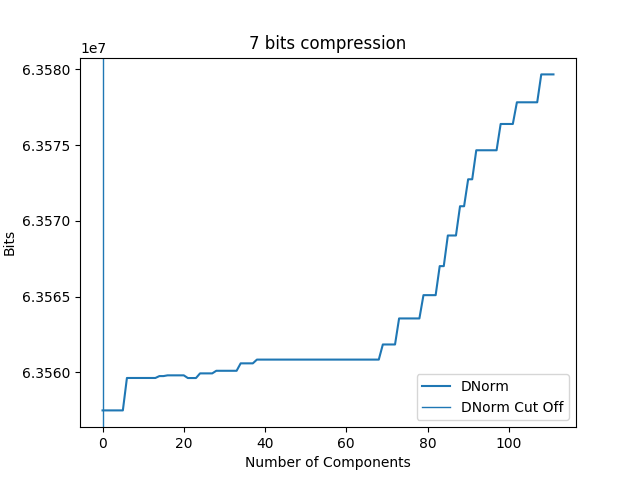 7 bits compression
1e7
6.3580
6.3575
6.3570
6.3565
6.3560
Bits
0 20 40 60 80 100
Number of Components
DNorm
DNorm Cut Off